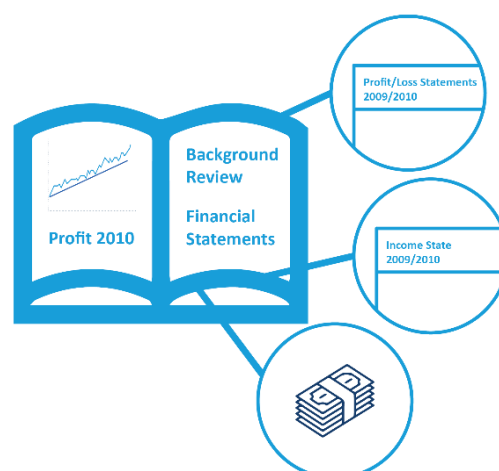 Profit 2010
Background
Review
Financial
Statements
Profit/Loss Statements
2009/2010
Income State
2009/2010